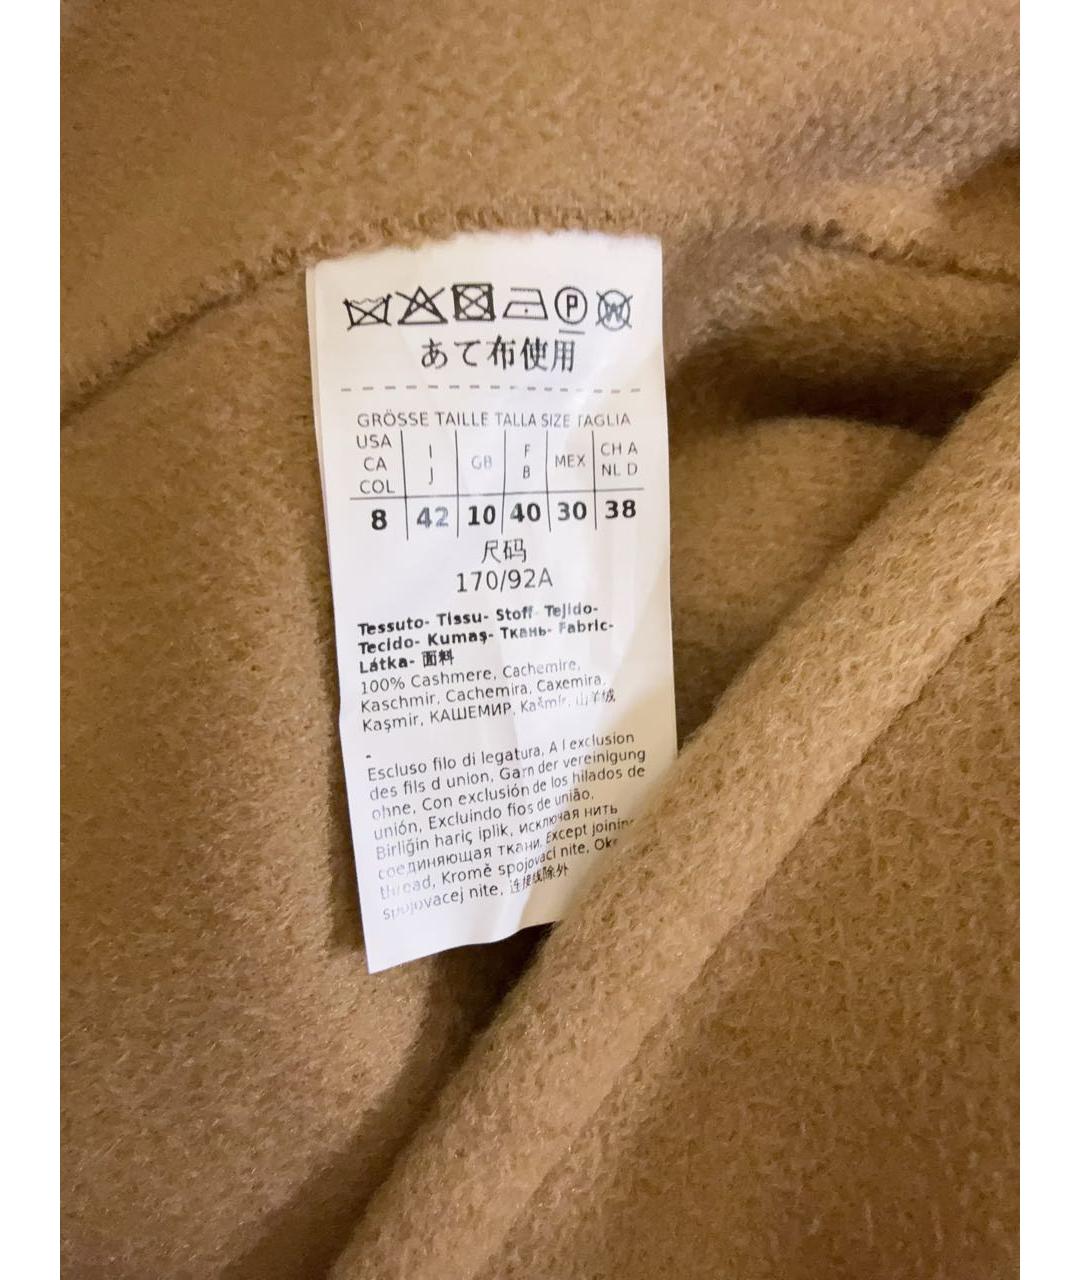 P W
あて布使用
GRÖSSE TAILLE TALLA SIZE TAGLIA
USA CA COL I J GB F B MEX CH A NL D
8 42 10 40 30 38
尺码
170/92A
Tessuto- Tissu- Stoff- Tejido-
Tecido- Kumaş- Ткань- Fabric-
Látka- 面料
100% Cashmere, Cachemire,
Kaschmir, Cachemira, Caxemira,
Kaşmir, КАШЕМИР, Kašmír, 山羊绒
-
Escluso filo di legatura, A l exclusion
des fils d union, Garn der vereinigung
ohne, Con exclusión de los hilados de
unión, Excluindo fios de união,
Birliğin hariç iplik, исключая нить
соединяющая ткани, Except joining
thread, Kromě spojovací nite,
spojovacej nite, 连接线除外